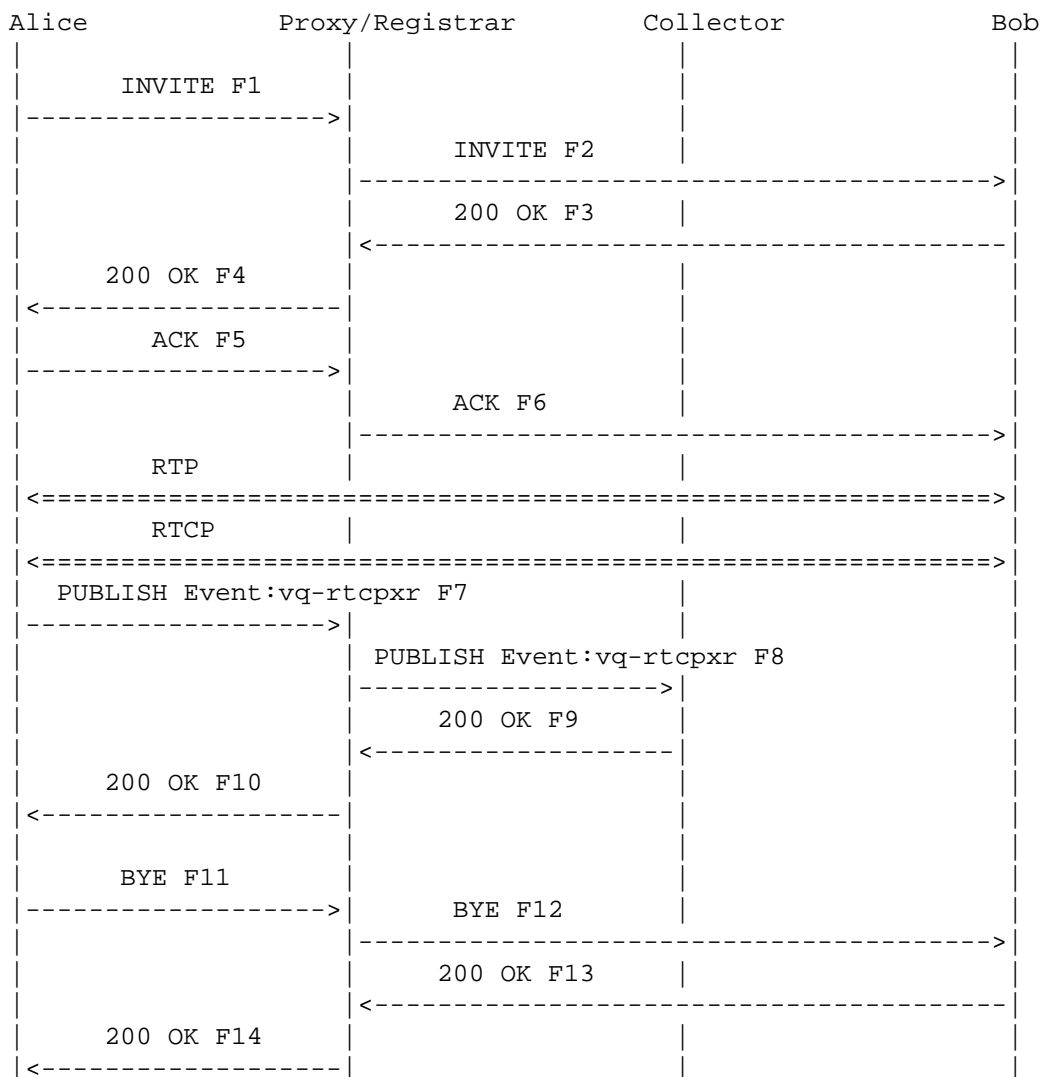 Alice Proxy/Registrar Collector Bob
INVITE F1
INVITE F2
200 OK F3
200 OK F4
ACK F5
ACK F6
RTP
RTCP
PUBLISH Event:vq-rtcpxr F7
PUBLISH Event:vq-rtcpxr F8
200 OK F9
200 OK F10
BYE F11
BYE F12
200 OK F13
200 OK F14